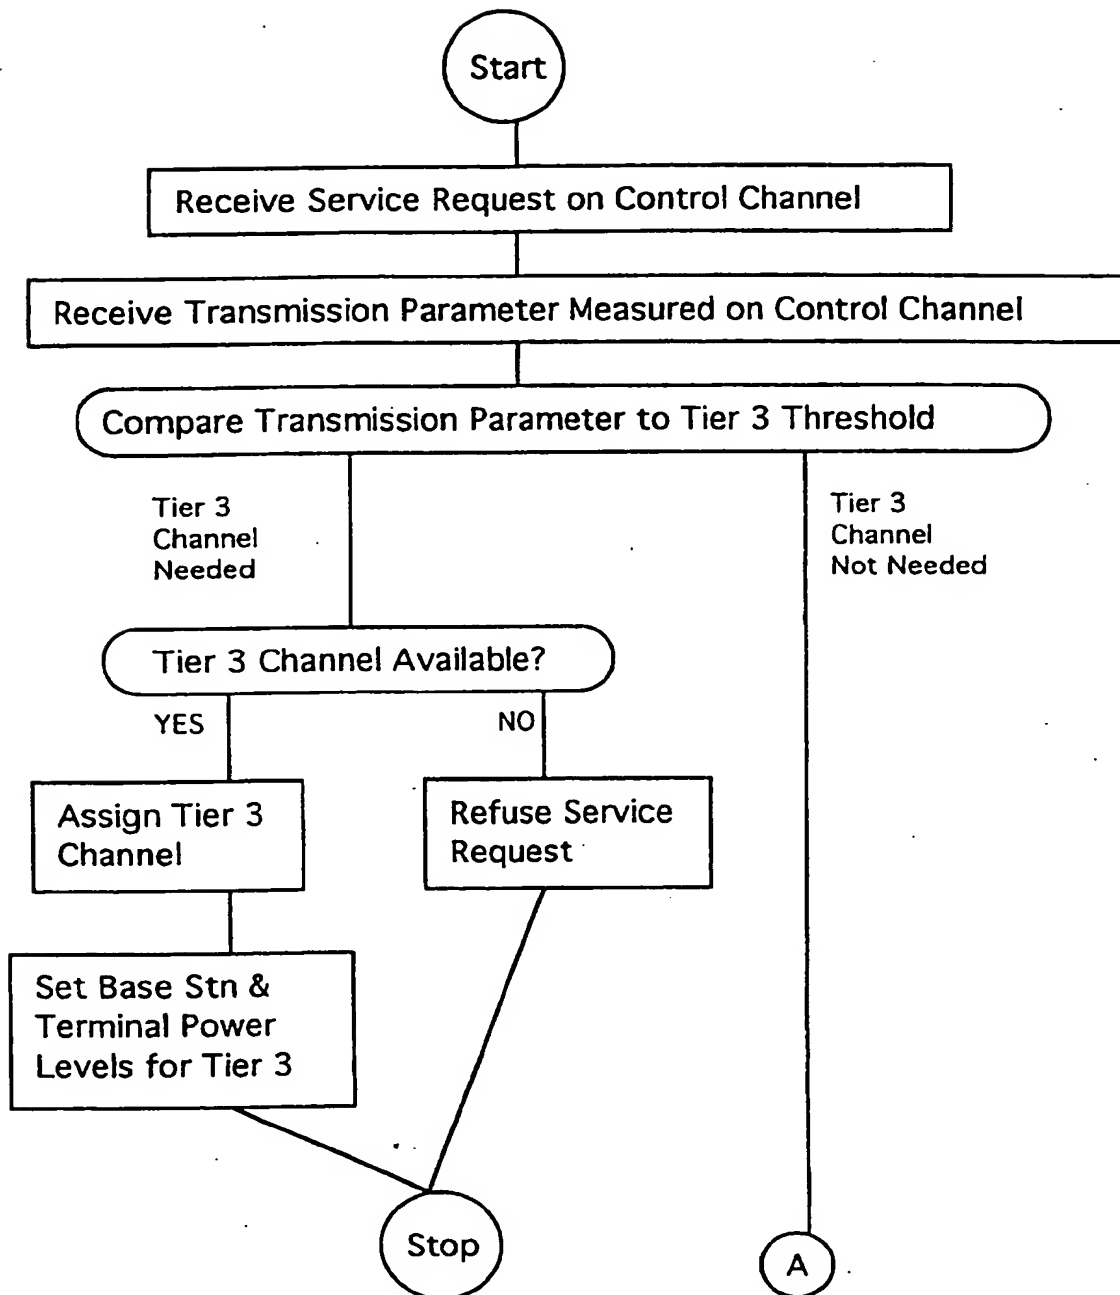 Start
Receive Service Request on Control Channel
Receive Transmission Parameter Measured on Control Channel
Compare Transmission Parameter to Tier 3 Threshold
Tier 3
Channel
Needed
Tier 3
Channel
Not Needed
Tier 3 Channel Available?
YES
NO
Assign Tier 3
Channel
Refuse Service
Request
Set Base Stn &
Terminal Power
Levels for Tier 3
Stop
A